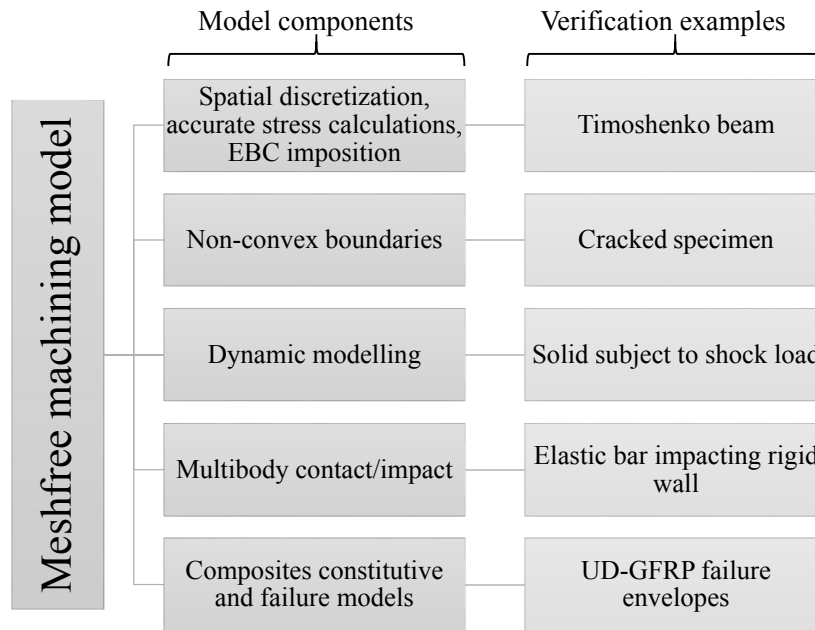 Model components
Verification examples
Meshfree machining model
Spatial discretization,
accurate stress calculations,
EBC imposition
Timoshenko beam
Non-convex boundaries
Cracked specimen
Dynamic modelling
Solid subject to shock load
Multibody contact/impact
Elastic bar impacting rigid
wall
Composites constitutive
and failure models
UD-GFRP failure
envelopes